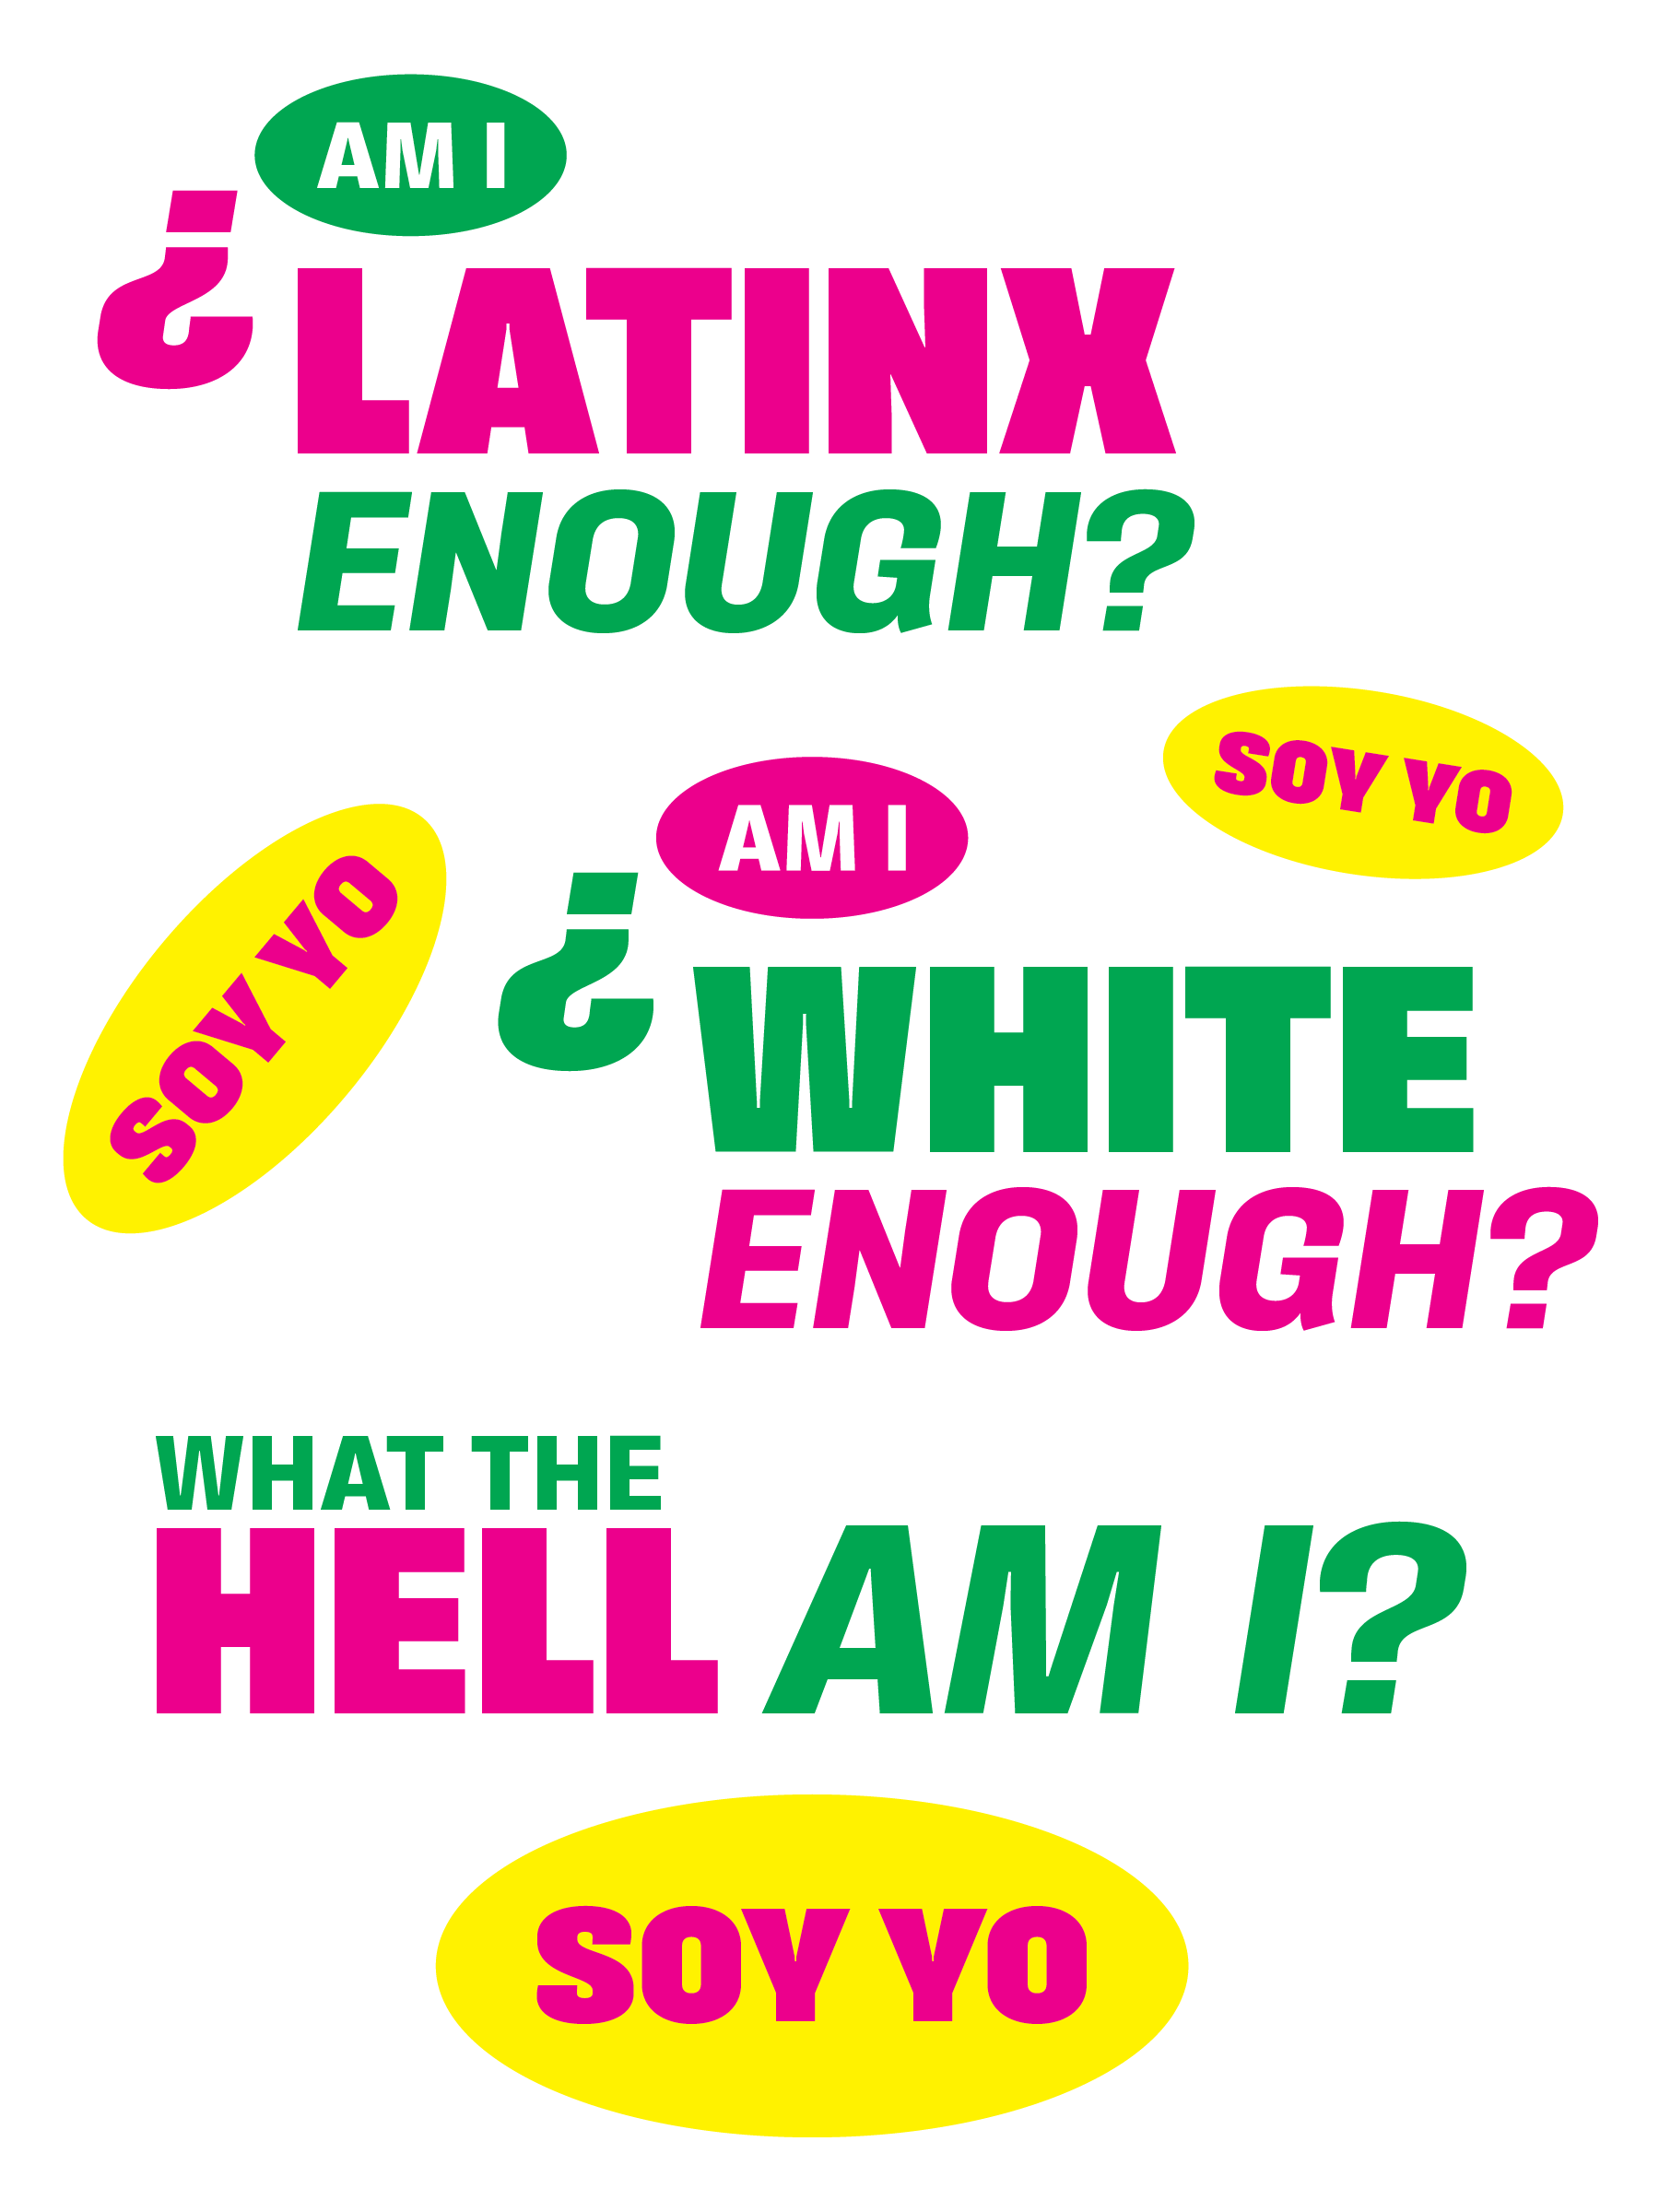 AM I
¿LATINX
ENOUGH?
SOY YO
SOY YO
AM I
¿WHITE
ENOUGH?
WHAT THE
HELL AM I?
SOY YO